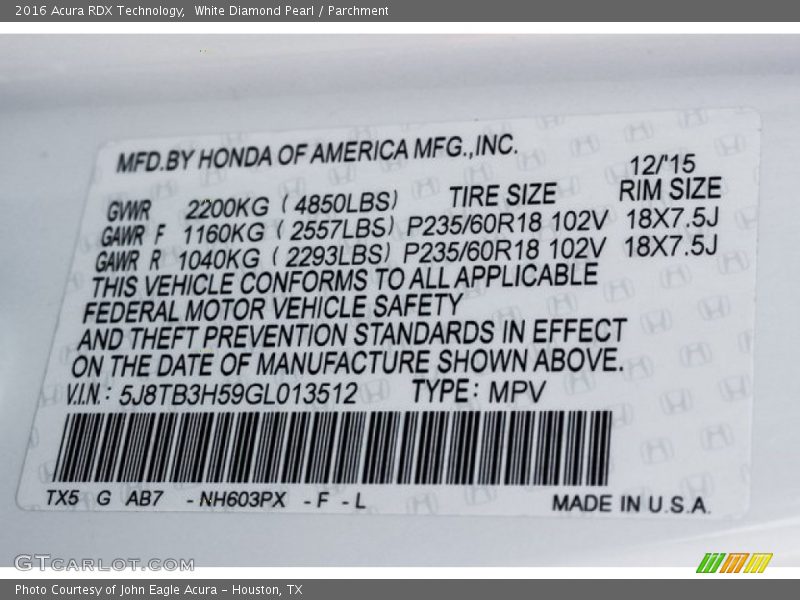 2016 Acura RDX Technology,  White Diamond Pearl / Parchment
MFD.BY HONDA OF AMERICA MFG.,INC.
12/'15
GVWR 2200KG ( 4850LBS) TIRE SIZE RIM SIZE
GAWR F 1160KG ( 2557LBS) P235/60R18 102V 18X7.5J
GAWR R 1040KG ( 2293LBS) P235/60R18 102V 18X7.5J
THIS VEHICLE CONFORMS TO ALL APPLICABLE
FEDERAL MOTOR VEHICLE SAFETY
AND THEFT PREVENTION STANDARDS IN EFFECT
ON THE DATE OF MANUFACTURE SHOWN ABOVE.
V.I.N. : 5J8TB3H59GL013512 TYPE : MPV
TX5 G AB7 - NH603PX - F - L MADE IN U.S.A.
GTCARLOT.COM
Photo Courtesy of John Eagle Acura - Houston, TX